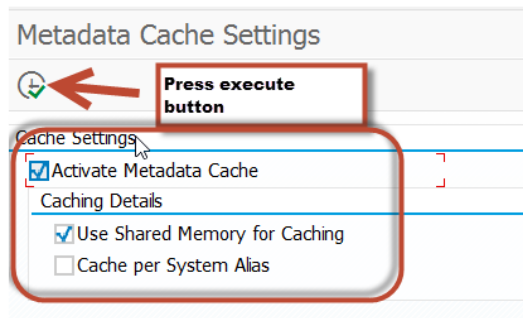 Metadata Cache Settings
Press execute
button
Cache Settings
Activate Metadata Cache
Caching Details
Use Shared Memory for Caching
Cache per System Alias